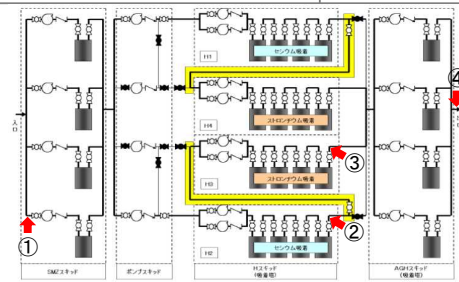 H1
セシウム吸着
④
H4
ストロンチウム吸着
入口
③
H3
ストロンチウム吸着
①
②
H2
セシウム吸着
SMZスキッド
ポンプスキッド
Hスキッド
(吸着塔)
AGHスキッド
(吸着塔)